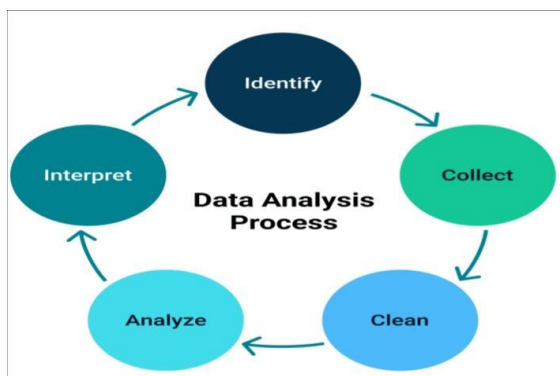 Identify
Collect
Clean
Analyze
Interpret
Data Analysis
Process